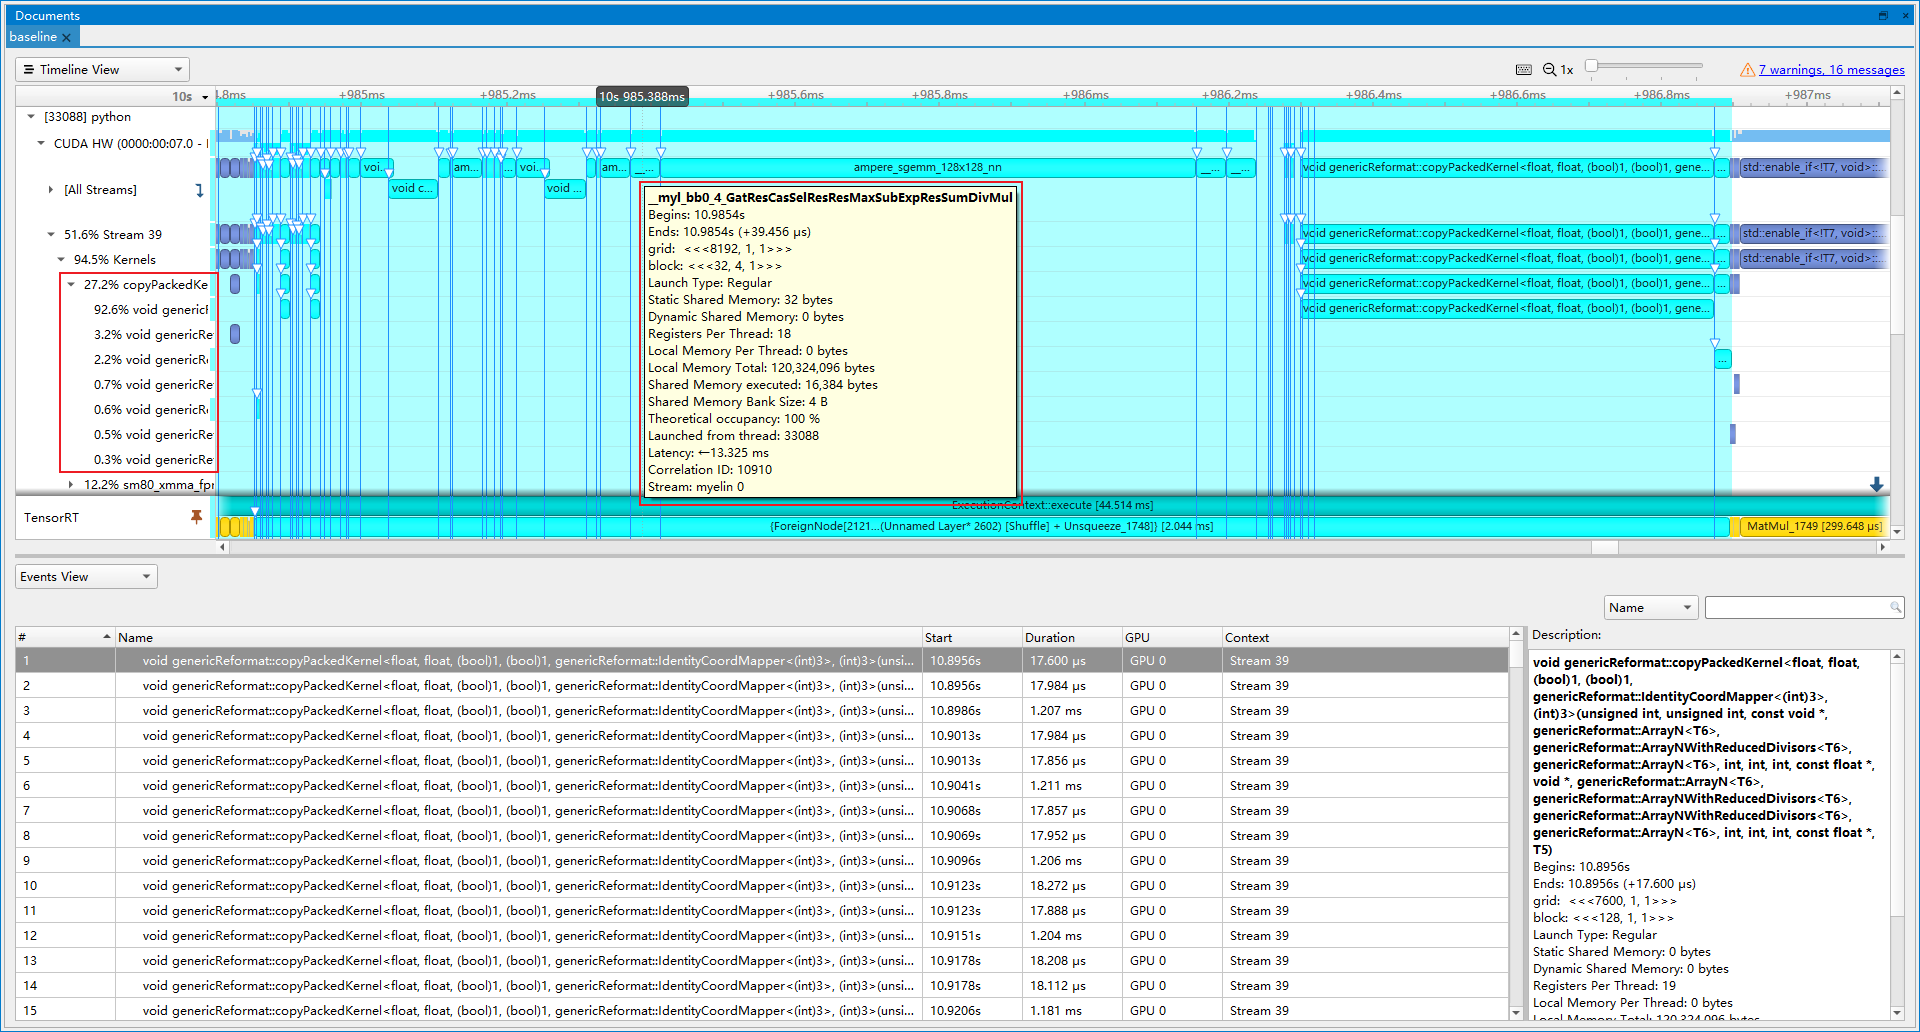 Documents
baseline
Timeline View
1x
7 warnings, 16 messages
10s
.8ms +985ms +985.2ms 10s 985.388ms +985.6ms +985.8ms +986ms +986.2ms +986.4ms +986.6ms +986.8ms +987ms
[33088] python
CUDA HW (0000:00:07.0 -
voi... am... ... voi... am... __... ampere_sgemm_128x128_nn __... __... void genericReformat::copyPackedKernel<float, float, (bool)1, (bool)1, gene... ... std::enable_if<!T7, void>::...
[All Streams]
void c... void ...
51.6% Stream 39
void genericReformat::copyPackedKernel<float, float, (bool)1, (bool)1, gene... ... std::enable_if<!T7, void>::...
94.5% Kernels
void genericReformat::copyPackedKernel<float, float, (bool)1, (bool)1, gene... ... std::enable_if<!T7, void>::...
27.2% copyPackedKe
void genericReformat::copyPackedKernel<float, float, (bool)1, (bool)1, gene... ...
92.6% void genericF
void genericReformat::copyPackedKernel<float, float, (bool)1, (bool)1, gene...
3.2% void genericRe
2.2% void genericR
...
0.7% void genericRe
0.6% void genericR
0.5% void genericRe
0.3% void genericRe
12.2% sm80_xmma_fpr
__myl_bb0_4_GatResCasSelResResMaxSubExpResSumDivMul
Begins: 10.9854s
Ends: 10.9854s (+39.456 μs)
grid: <<<8192, 1, 1>>>
block: <<<32, 4, 1>>>
Launch Type: Regular
Static Shared Memory: 32 bytes
Dynamic Shared Memory: 0 bytes
Registers Per Thread: 18
Local Memory Per Thread: 0 bytes
Local Memory Total: 120,324,096 bytes
Shared Memory executed: 16,384 bytes
Shared Memory Bank Size: 4 B
Theoretical occupancy: 100 %
Launched from thread: 33088
Latency: ←13.325 ms
Correlation ID: 10910
Stream: myelin 0
TensorRT
ExecutionContext::execute [44.514 ms]
{ForeignNode[2121...(Unnamed Layer* 2602) [Shuffle] + Unsqueeze_1748]} [2.044 ms]
MatMul_1749 [299.648 μs]
Events View
Name
# Name Start Duration GPU Context
1 void genericReformat::copyPackedKernel<float, float, (bool)1, (bool)1, genericReformat::IdentityCoordMapper<(int)3>, (int)3>(unsi... 10.8956s 17.600 μs GPU 0 Stream 39
2 void genericReformat::copyPackedKernel<float, float, (bool)1, (bool)1, genericReformat::IdentityCoordMapper<(int)3>, (int)3>(unsi... 10.8956s 17.984 μs GPU 0 Stream 39
3 void genericReformat::copyPackedKernel<float, float, (bool)1, (bool)1, genericReformat::IdentityCoordMapper<(int)3>, (int)3>(unsi... 10.8986s 1.207 ms GPU 0 Stream 39
4 void genericReformat::copyPackedKernel<float, float, (bool)1, (bool)1, genericReformat::IdentityCoordMapper<(int)3>, (int)3>(unsi... 10.9013s 17.984 μs GPU 0 Stream 39
5 void genericReformat::copyPackedKernel<float, float, (bool)1, (bool)1, genericReformat::IdentityCoordMapper<(int)3>, (int)3>(unsi... 10.9013s 17.856 μs GPU 0 Stream 39
6 void genericReformat::copyPackedKernel<float, float, (bool)1, (bool)1, genericReformat::IdentityCoordMapper<(int)3>, (int)3>(unsi... 10.9041s 1.211 ms GPU 0 Stream 39
7 void genericReformat::copyPackedKernel<float, float, (bool)1, (bool)1, genericReformat::IdentityCoordMapper<(int)3>, (int)3>(unsi... 10.9068s 17.857 μs GPU 0 Stream 39
8 void genericReformat::copyPackedKernel<float, float, (bool)1, (bool)1, genericReformat::IdentityCoordMapper<(int)3>, (int)3>(unsi... 10.9069s 17.952 μs GPU 0 Stream 39
9 void genericReformat::copyPackedKernel<float, float, (bool)1, (bool)1, genericReformat::IdentityCoordMapper<(int)3>, (int)3>(unsi... 10.9096s 1.206 ms GPU 0 Stream 39
10 void genericReformat::copyPackedKernel<float, float, (bool)1, (bool)1, genericReformat::IdentityCoordMapper<(int)3>, (int)3>(unsi... 10.9123s 18.272 μs GPU 0 Stream 39
11 void genericReformat::copyPackedKernel<float, float, (bool)1, (bool)1, genericReformat::IdentityCoordMapper<(int)3>, (int)3>(unsi... 10.9123s 17.888 μs GPU 0 Stream 39
12 void genericReformat::copyPackedKernel<float, float, (bool)1, (bool)1, genericReformat::IdentityCoordMapper<(int)3>, (int)3>(unsi... 10.9151s 1.204 ms GPU 0 Stream 39
13 void genericReformat::copyPackedKernel<float, float, (bool)1, (bool)1, genericReformat::IdentityCoordMapper<(int)3>, (int)3>(unsi... 10.9178s 18.208 μs GPU 0 Stream 39
14 void genericReformat::copyPackedKernel<float, float, (bool)1, (bool)1, genericReformat::IdentityCoordMapper<(int)3>, (int)3>(unsi... 10.9178s 18.112 μs GPU 0 Stream 39
15 void genericReformat::copyPackedKernel<float, float, (bool)1, (bool)1, genericReformat::IdentityCoordMapper<(int)3>, (int)3>(unsi... 10.9206s 1.181 ms GPU 0 Stream 39
Description:
void genericReformat::copyPackedKernel<float, float,
(bool)1, (bool)1,
genericReformat::IdentityCoordMapper<(int)3>,
(int)3>(unsigned int, unsigned int, const void *,
genericReformat::ArrayN<T6>,
genericReformat::ArrayNWithReducedDivisors<T6>,
genericReformat::ArrayN<T6>, int, int, int, const float *,
void *, genericReformat::ArrayN<T6>,
genericReformat::ArrayNWithReducedDivisors<T6>,
genericReformat::ArrayNWithReducedDivisors<T6>,
genericReformat::ArrayN<T6>, int, int, int, const float *,
T5)
Begins: 10.8956s
Ends: 10.8956s (+17.600 μs)
grid: <<<7600, 1, 1>>>
block: <<<128, 1, 1>>>
Launch Type: Regular
Static Shared Memory: 0 bytes
Dynamic Shared Memory: 0 bytes
Registers Per Thread: 19
Local Memory Per Thread: 0 bytes
Local Memory Total: 120,324,096 bytes